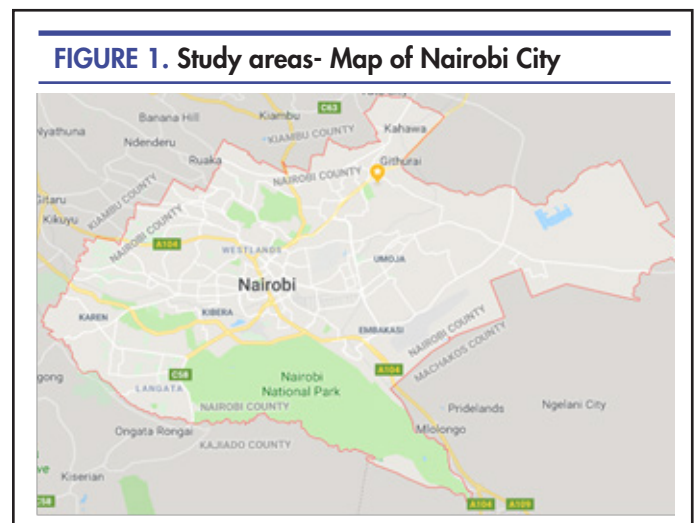 FIGURE 1. Study areas- Map of Nairobi City
C63
Banana Hill
Kiambu
Nyathuna
KIAMBU COUNTY
Kahawa
Ndenderu
Ruaka
Githurai
NAIROBI COUNTY
Gitaru
KIAMBU COUNTY
Kikuyu
NAIROBI COUNTY
A104
WESTLANDS
UMOJA
Nairobi
KAREN
KIBERA
EMBAKASI
NAIROBI COUNTY
MACHAKOS COUNTY
A104
C58
gong
LANGATA
Nairobi
National Park
NAIROBI COUNTY
Pridelands
Ngelani City
Ongata Rongai
Mlolongo
KAJIADO COUNTY
Kiserian
C58
A104
A109